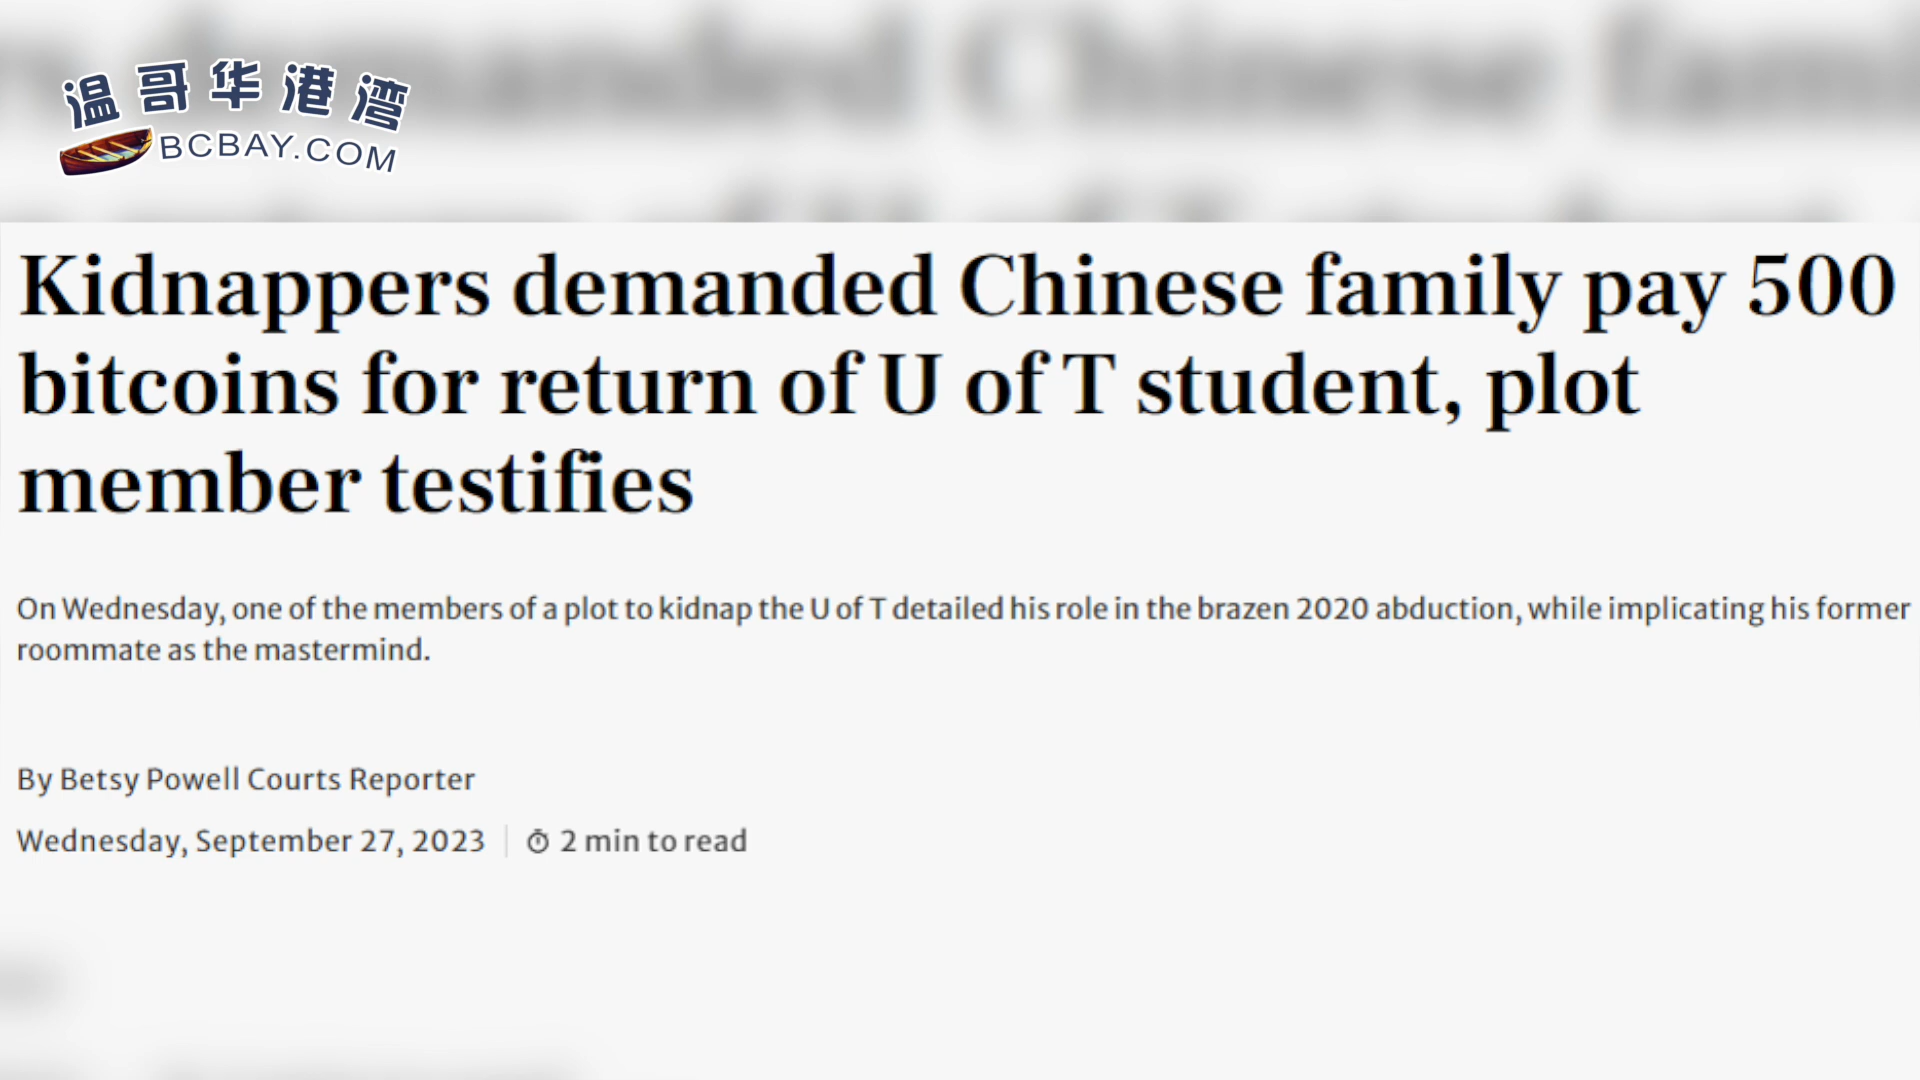 温哥华港湾
BCBAY.COM
Kidnappers demanded Chinese family pay 500
bitcoins for return of U of T student, plot
member testifies
On Wednesday, one of the members of a plot to kidnap the U of T detailed his role in the brazen 2020 abduction, while implicating his former
roommate as the mastermind.
By Betsy Powell Courts Reporter
Wednesday, September 27, 2023 2 min to read